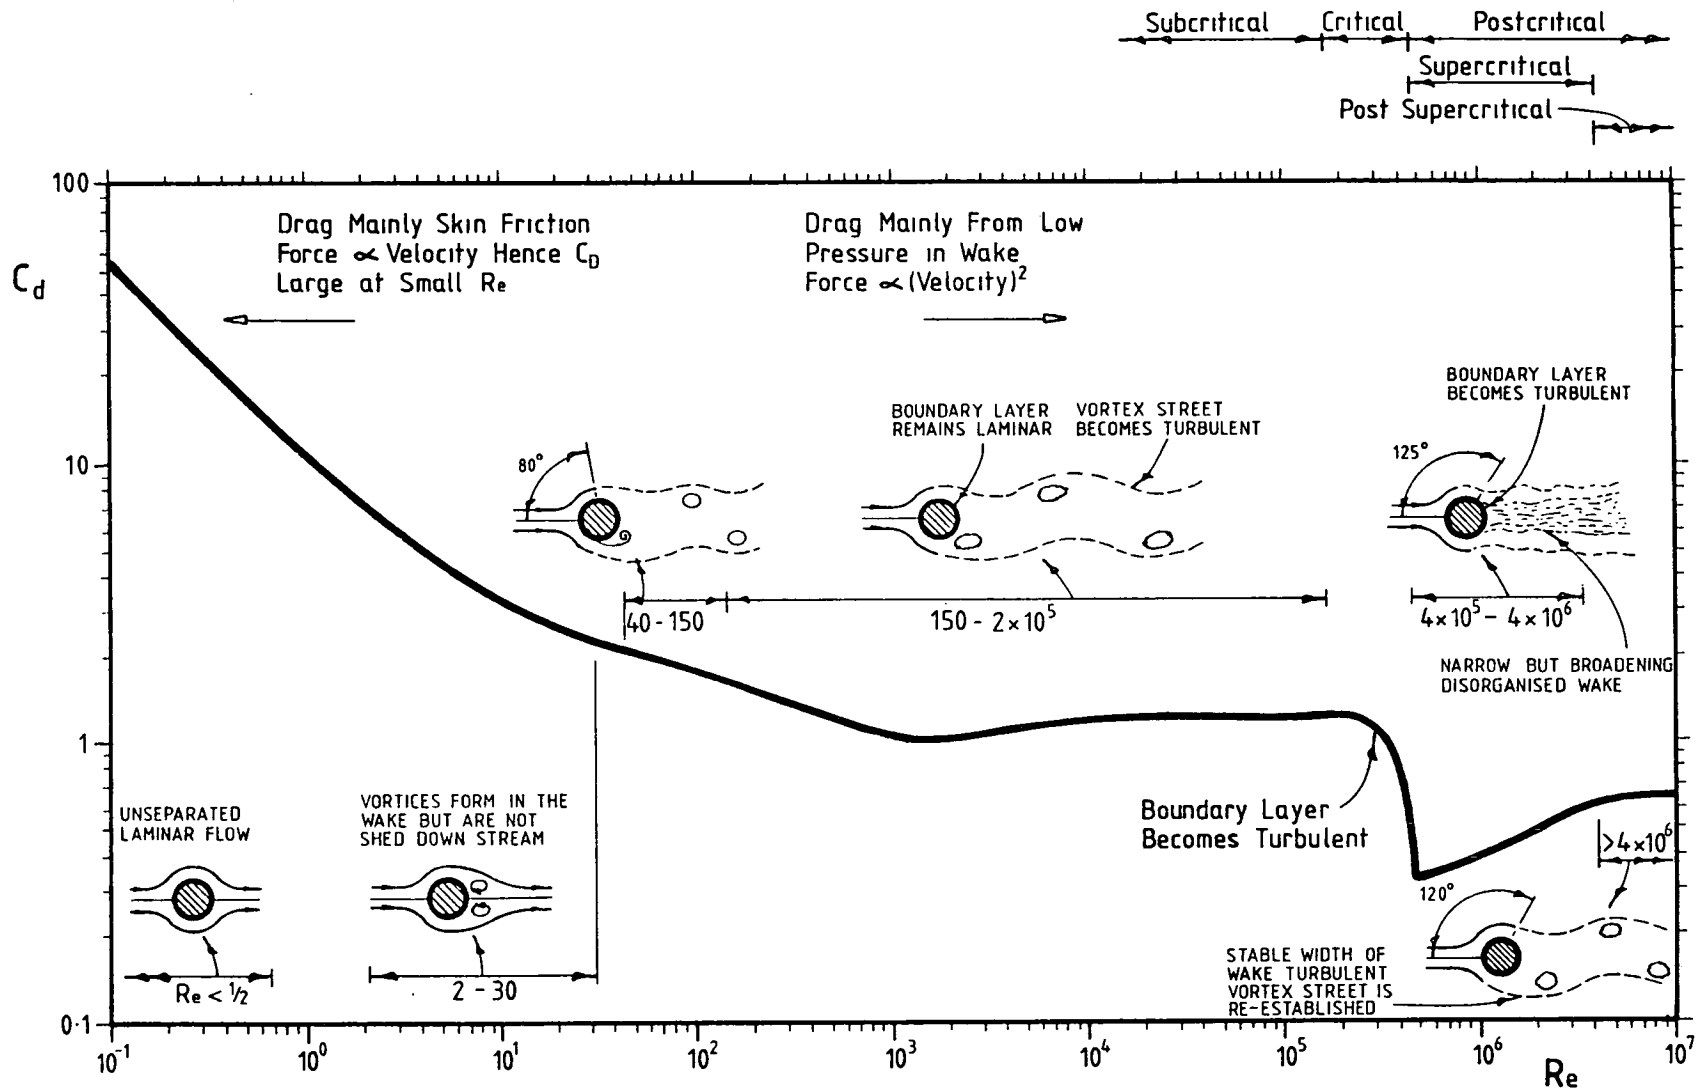 Subcritical
Critical
Postcritical
Supercritical
Post Supercritical
100
10
1
0·1
C_d
Drag Mainly Skin Friction
Force ∝ Velocity Hence C_D
Large at Small Re
Drag Mainly From Low
Pressure in Wake
Force ∝ (Velocity)²
BOUNDARY LAYER
BECOMES TURBULENT
BOUNDARY LAYER
REMAINS LAMINAR
VORTEX STREET
BECOMES TURBULENT
80°
125°
40-150
150 - 2×10⁵
4×10⁵ - 4×10⁶
NARROW BUT BROADENING
DISORGANISED WAKE
UNSEPARATED
LAMINAR FLOW
VORTICES FORM IN THE
WAKE BUT ARE NOT
SHED DOWN STREAM
Boundary Layer
Becomes Turbulent
>4×10⁶
120°
Re < ½
2 - 30
STABLE WIDTH OF
WAKE TURBULENT
VORTEX STREET IS
RE-ESTABLISHED
10⁻¹
10⁰
10¹
10²
10³
10⁴
10⁵
10⁶
10⁷
Re